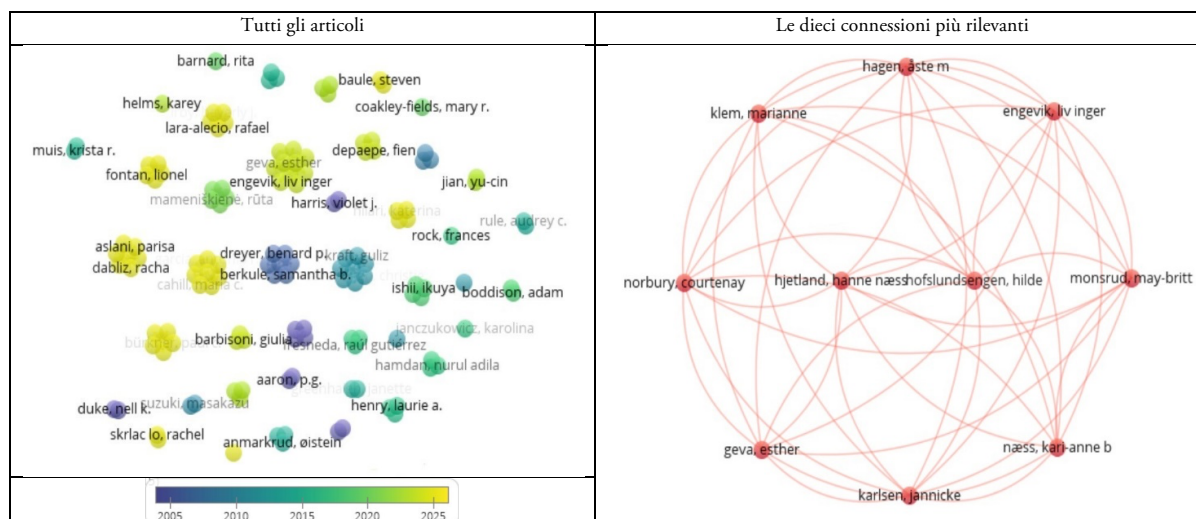 Tutti gli articoli
Le dieci connessioni più rilevanti
barnard, rita
baule, steven
helms, karey
coakley-fields, mary r.
lara-alecio, rafael
muis, krista r.
geva, esther
depaepe, fien
fontan, lionel
engevik, liv inger
jian, yu-cin
mameniškienė, rūta
harris, violet j.
rule, audrey c.
rock, frances
aslani, parisa
dreyer, benard p.
kraft, guliz
dabliz, racha
berkule, samantha b.
cahill, maria c.
ishii, ikuya
boddison, adam
janczukowicz, karolina
barbisoni, giulia
fresneda, raúl gutiérrez
hamdan, nurul adila
aaron, p.g.
duke, nell k.
suzuki, masakazu
henry, laurie a.
skrlac lo, rachel
anmarkrud, øistein
2005
2010
2015
2020
2025
hagen, åste m
klem, marianne
engevik, liv inger
norbury, courtenay
hjetland, hanne næss
hofslundsengen, hilde
monsrud, may-britt
geva, esther
næss, kari-anne b
karlsen, jannicke